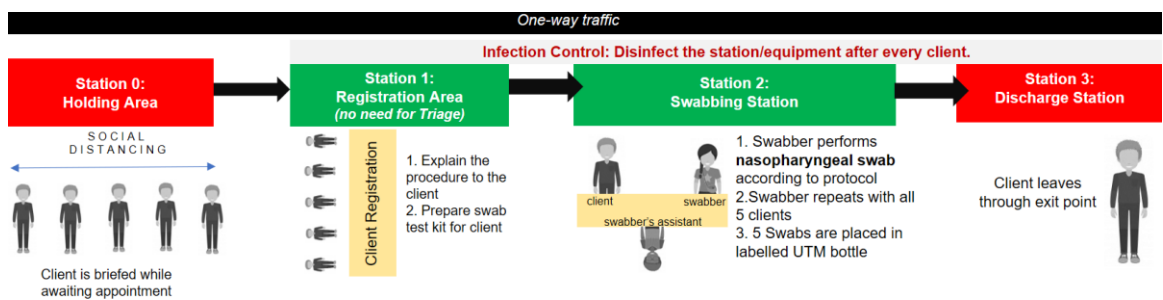 One-way traffic
Infection Control: Disinfect the station/equipment after every client.
Station 0:
Holding Area
SOCIAL
DISTANCING
Client is briefed while
awaiting appointment
Station 1:
Registration Area
(no need for Triage)
Client Registration
1. Explain the
procedure to the
client
2. Prepare swab
test kit for client
Station 2:
Swabbing Station
client
swabber
swabber's assistant
1. Swabber performs
nasopharyngeal swab
according to protocol
2.Swabber repeats with all
5 clients
3. 5 Swabs are placed in
labelled UTM bottle
Station 3:
Discharge Station
Client leaves
through exit point